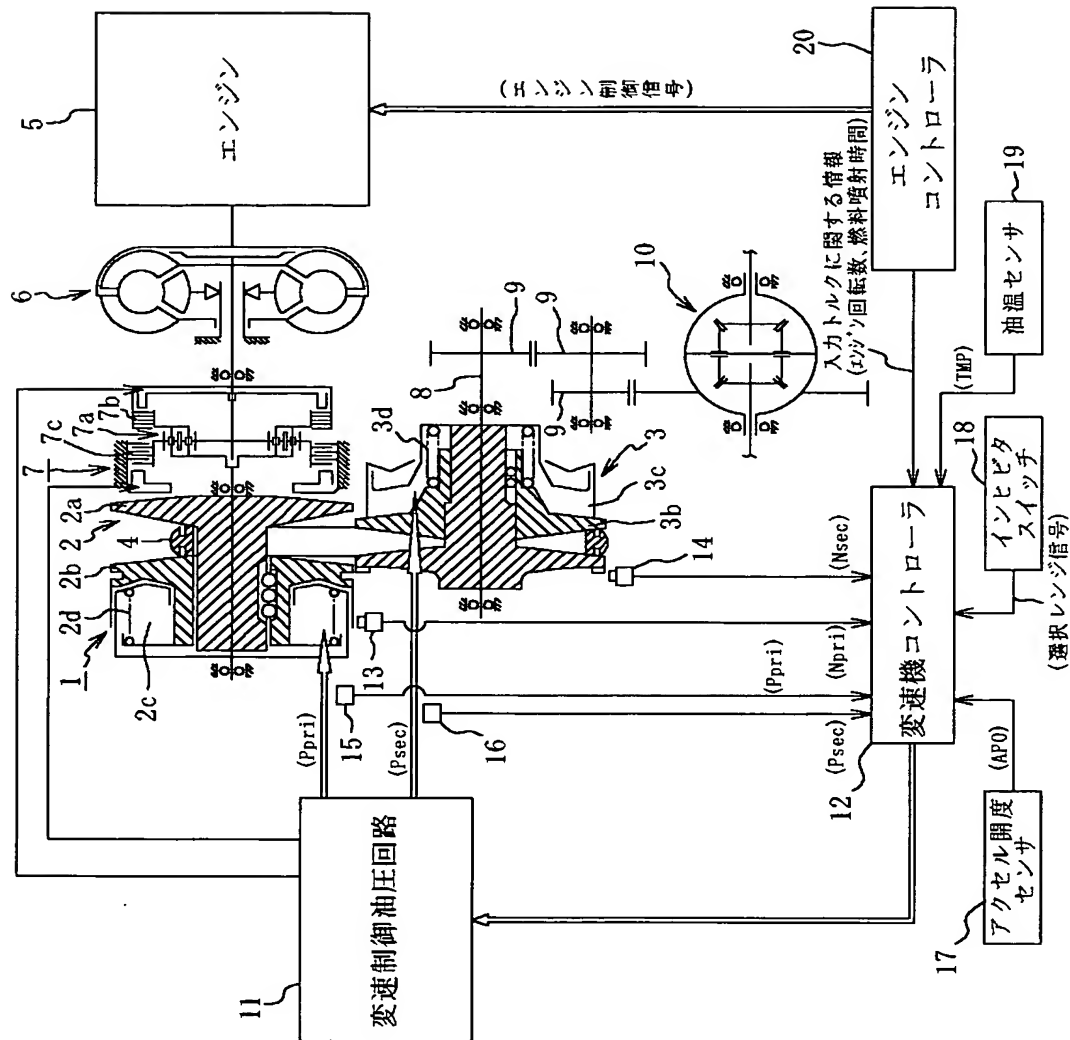 5
エンジン
6
(エンジン制御信号)
20
エンジン
コントローラ
入力トルクに関する情報
(エンジン回転数、燃料噴射時間)
19
油温センサ
(TMP)
18
インヒビタ
スイッチ
(選択レンジ信号)
10
9
9
9
8
7
7c
7a
7b
2a
2
4
2b
2d
1
2c
3d
3
3c
3b
14
13
15
16
(Nsec)
(Npri)
(Ppri)
(Psec)
(Ppri)
(Psec)
変速機コントローラ
12
(APO)
アクセル開度
センサ
17
変速制御油圧回路
11